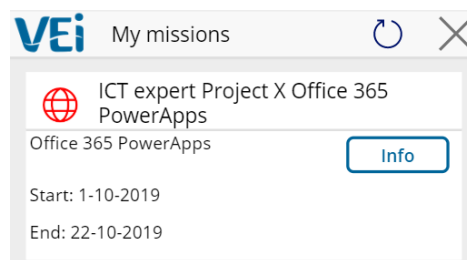 VEi My missions
ICT expert Project X Office 365
PowerApps
Office 365 PowerApps
Info
Start: 1-10-2019
End: 22-10-2019